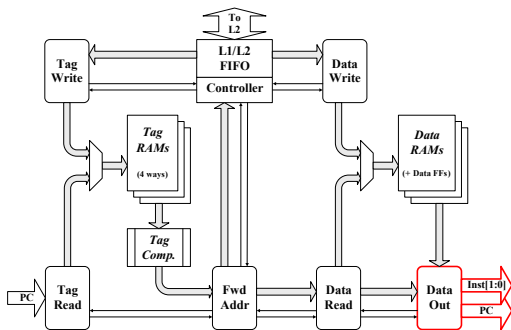 To
L2
Tag
Write
L1/L2
FIFO
Controller
Data
Write
Tag
RAMs
(4 ways)
Data
RAMs
(+ Data FFs)
Tag
Comp.
PC
Tag
Read
Fwd
Addr
Data
Read
Data
Out
Inst[1:0]
PC